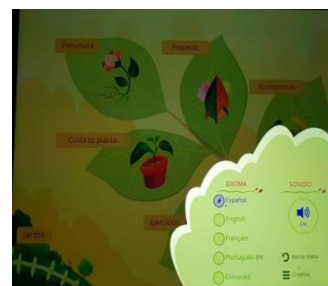 Estructura
Procesos
Ecosistemas
Cuida tu planta
Ejercicios
Jardín
IDIOMA
Español
English
Français
Português-BR
Ελληνικά
SONIDO
ON
Borrar datos
Créditos